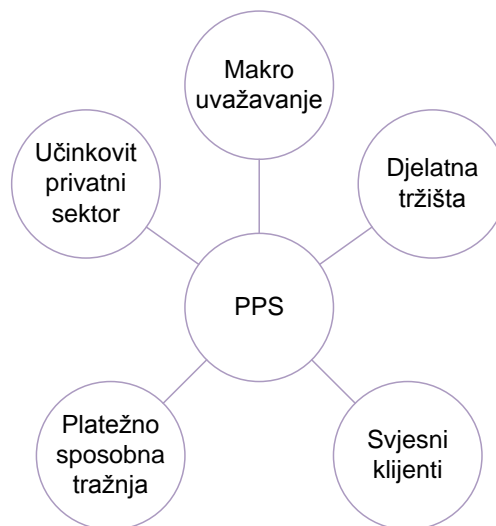 Makro
uvažavanje
Učinkovit
privatni
sektor
Djelatna
tržišta
PPS
Platežno
sposobna
tražnja
Svjesni
klijenti